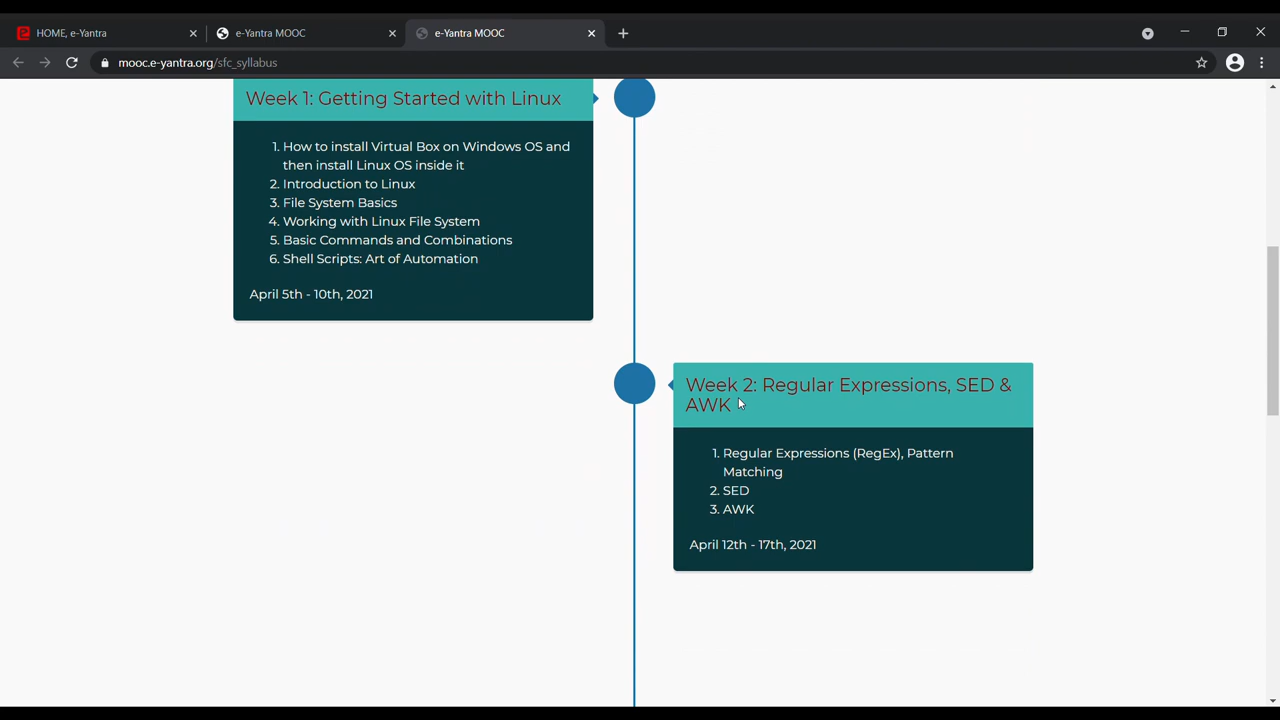 HOME, e-Yantra
e-Yantra MOOC
e-Yantra MOOC
mooc.e-yantra.org/sfc_syllabus
Week 1: Getting Started with Linux
1. How to install Virtual Box on Windows OS and
then install Linux OS inside it
2. Introduction to Linux
3. File System Basics
4. Working with Linux File System
5. Basic Commands and Combinations
6. Shell Scripts: Art of Automation
April 5th - 10th, 2021
Week 2: Regular Expressions, SED &
AWK
1. Regular Expressions (RegEx), Pattern
Matching
2. SED
3. AWK
April 12th - 17th, 2021